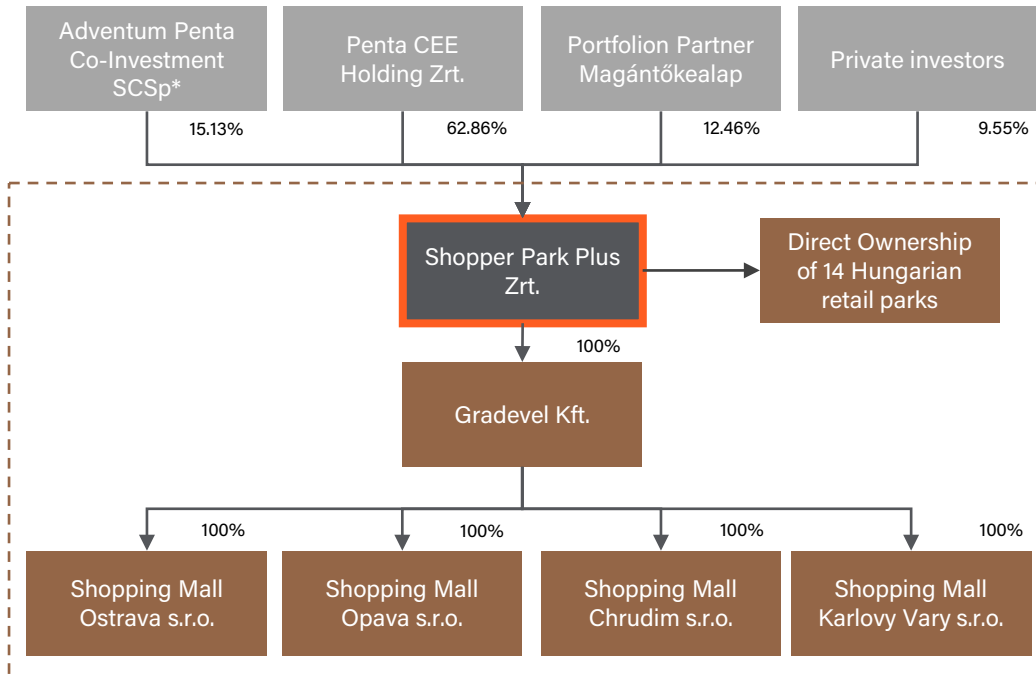 Adventum Penta
Co-Investment
SCSp*
Penta CEE
Holding Zrt.
Portfolion Partner
Magántőkealap
Private investors
15.13%
62.86%
12.46%
9.55%
Shopper Park Plus
Zrt.
Direct Ownership
of 14 Hungarian
retail parks
100%
Gradevel Kft.
100%
100%
100%
100%
Shopping Mall
Ostrava s.r.o.
Shopping Mall
Opava s.r.o.
Shopping Mall
Chrudim s.r.o.
Shopping Mall
Karlovy Vary s.r.o.